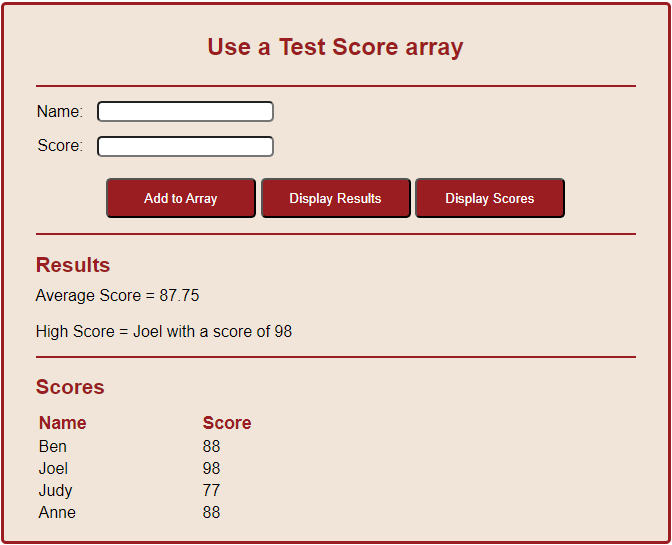 Use a Test Score array
Name:
Score:
Add to Array Display Results Display Scores
Results
Average Score = 87.75
High Score = Joel with a score of 98
Scores
Name Score
Ben 88
Joel 98
Judy 77
Anne 88